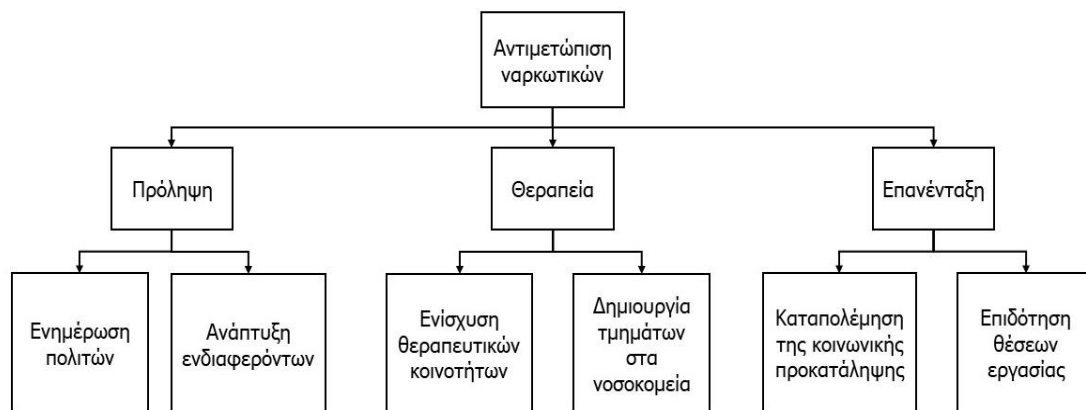 Αντιμετώπιση
ναρκωτικών
Πρόληψη
Θεραπεία
Επανένταξη
Ενημέρωση
πολιτών
Ανάπτυξη
ενδιαφερόντων
Ενίσχυση
θεραπευτικών
κοινοτήτων
Δημιουργία
τμημάτων
στα
νοσοκομεία
Καταπολέμηση
της κοινωνικής
προκατάληψης
Επιδότηση
θέσεων
εργασίας